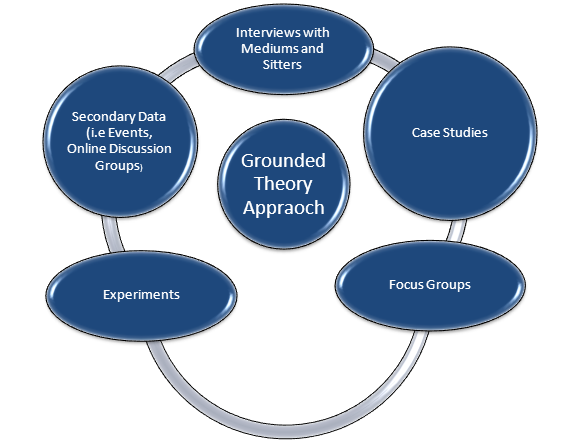 Interviews with
Mediums and
Sitters
Secondary Data
(i.e Events,
Online Discussion
Groups)
Case Studies
Grounded
Theory
Appraoch
Experiments
Focus Groups